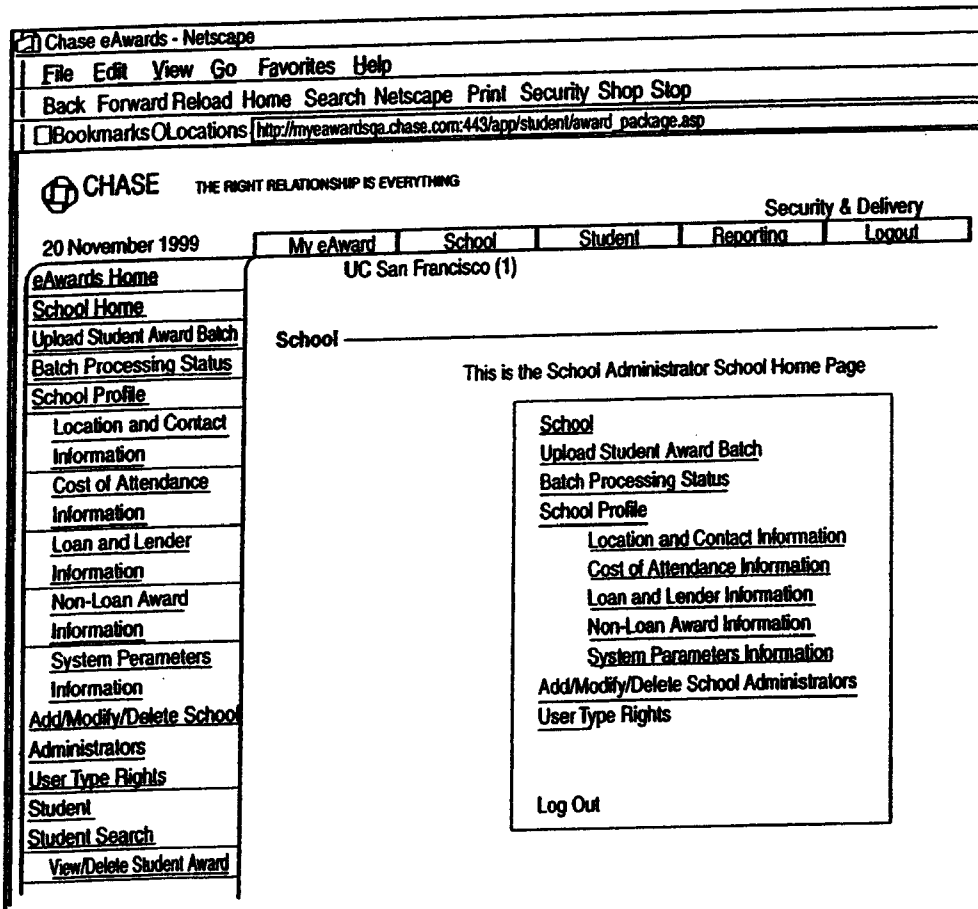 Chase eAwards - Netscape
File Edit View Go Favorites Help
Back Forward Reload Home Search Netscape Print Security Shop Stop
Bookmarks Locations http://myeawardsqa.chase.com:443/app/student/award_package.asp
CHASE THE RIGHT RELATIONSHIP IS EVERYTHING
Security & Delivery
20 November 1999 My eAward School Student Reporting Logout
UC San Francisco (1)
eAwards Home
School Home
Upload Student Award Batch
Batch Processing Status
School Profile
Location and Contact
Information
Cost of Attendance
Information
Loan and Lender
Information
Non-Loan Award
Information
System Perameters
Information
Add/Modify/Delete School
Administrators
User Type Rights
Student
Student Search
View/Delete Student Award
School
This is the School Administrator School Home Page
School
Upload Student Award Batch
Batch Processing Status
School Profile
Location and Contact Information
Cost of Attendance Information
Loan and Lender Information
Non-Loan Award Information
System Parameters Information
Add/Modify/Delete School Administrators
User Type Rights
Log Out